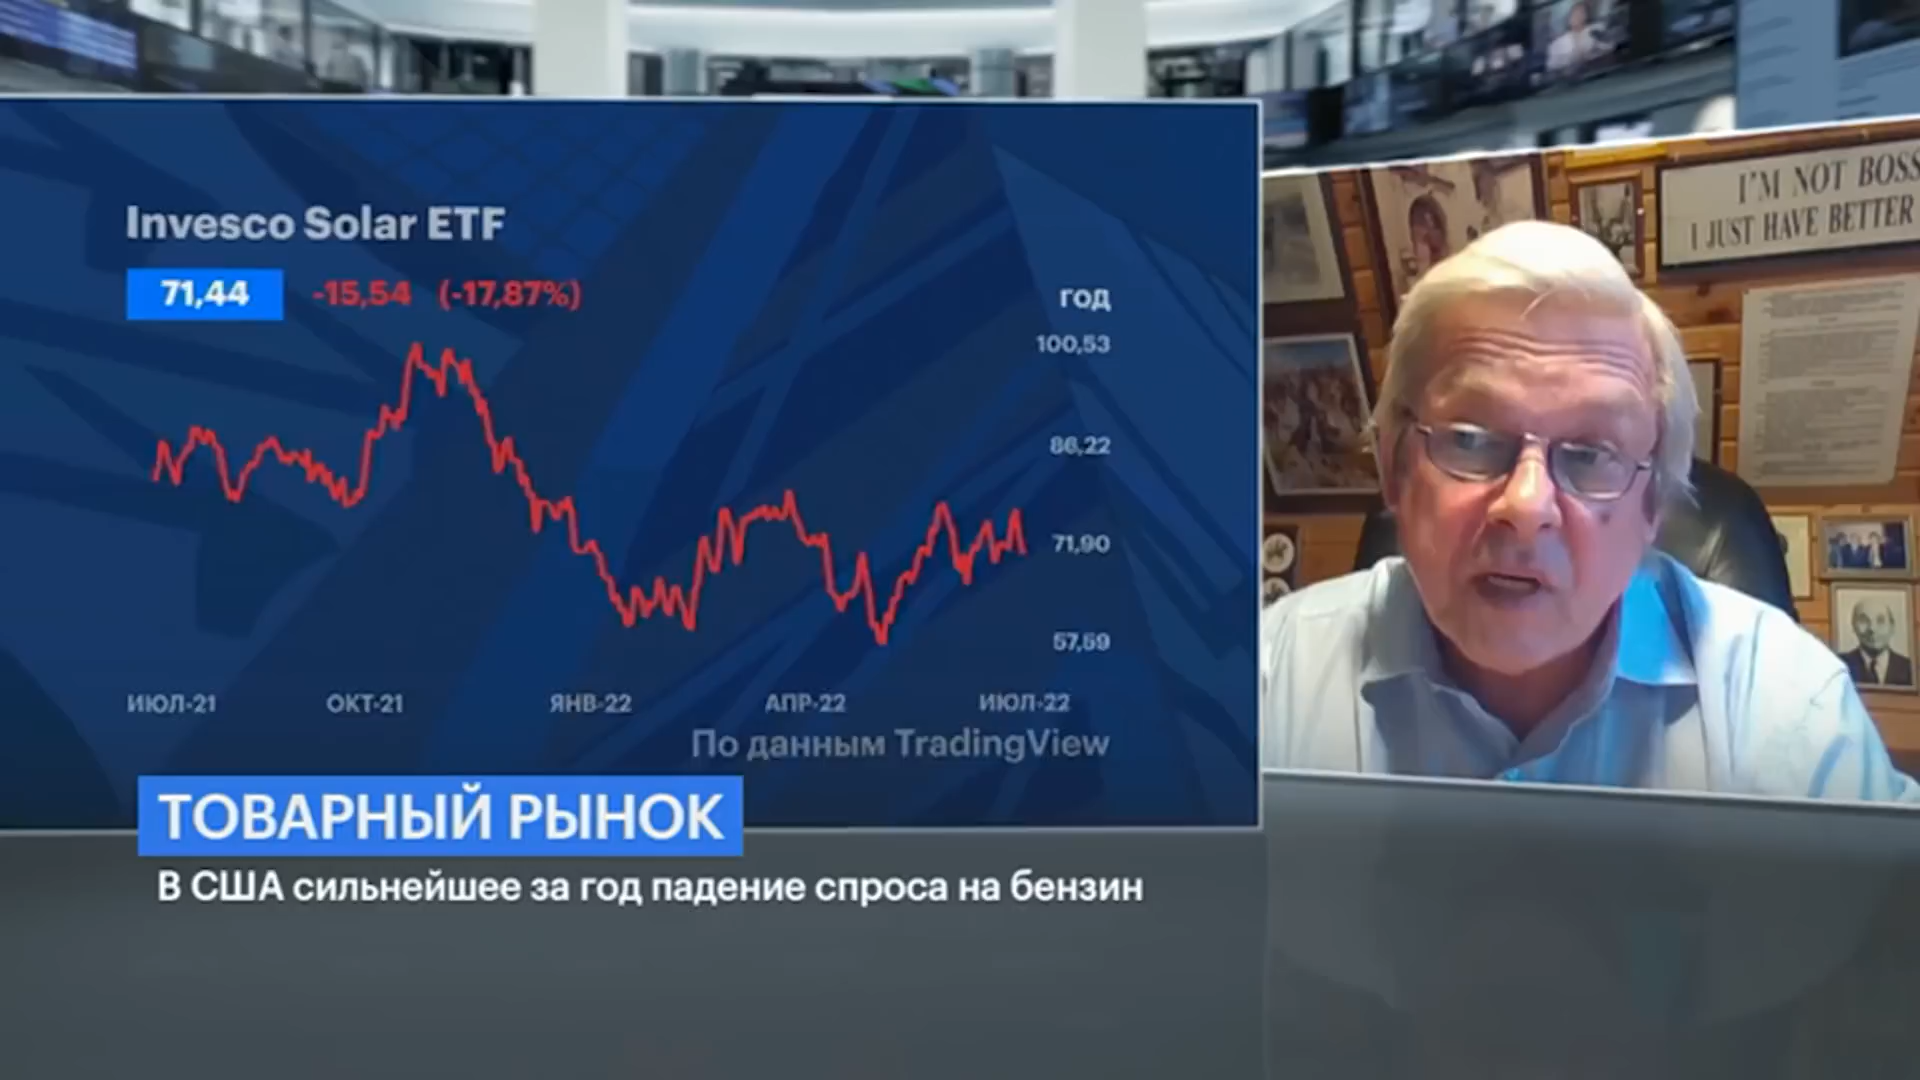 Invesco Solar ETF
71,44 -15,54 (-17,87%)
ГОД
100,53
86,22
71,90
57,59
ИЮЛ-21 ОКТ-21 ЯНВ-22 АПР-22 ИЮЛ-22
По данным TradingView
ТОВАРНЫЙ РЫНОК
В США сильнейшее за год падение спроса на бензин
I'M NOT BOSS
I JUST HAVE BETTER